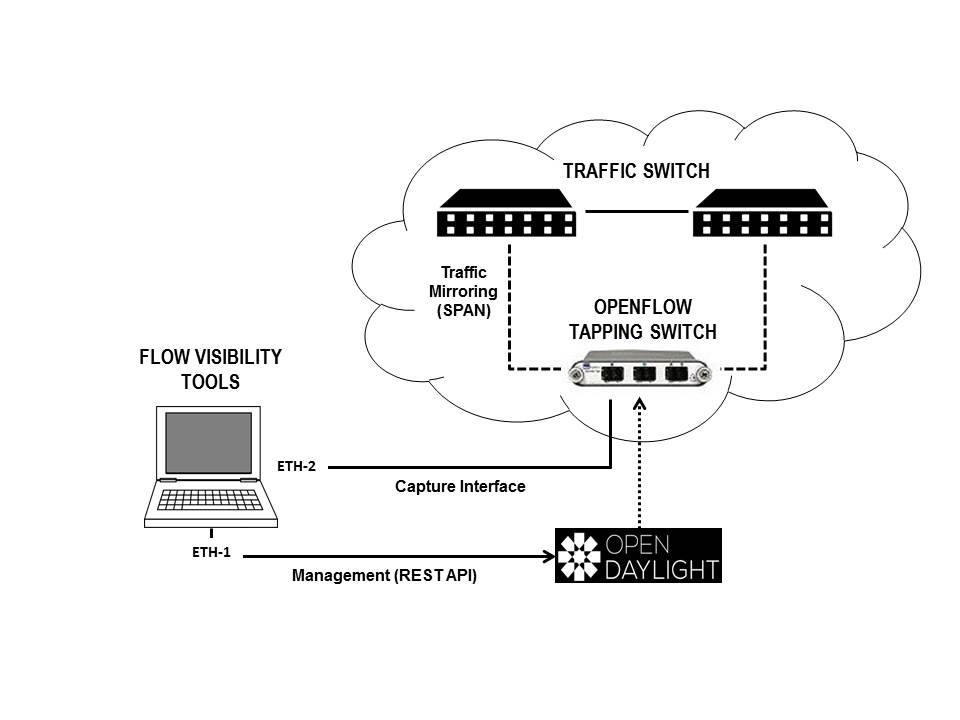 TRAFFIC SWITCH
Traffic
Mirroring
(SPAN)
OPENFLOW
TAPPING SWITCH
FLOW VISIBILITY
TOOLS
ETH-2
Capture Interface
ETH-1
Management (REST API)
OPEN
DAYLIGHT